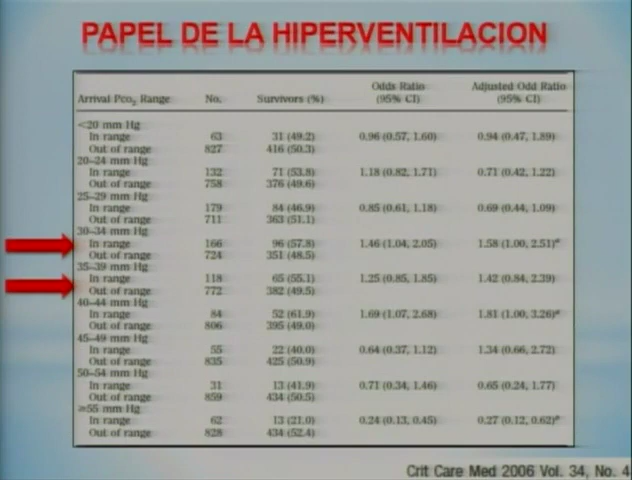 PAPEL DE LA HIPERVENTILACION
Odds Ratio Adjusted Odd Ratio
Arrival Pco₂ Range No. Survivors (%) (95% CI) (95% CI)
<20 mm Hg
In range 63 31 (49.2) 0.96 (0.57, 1.60) 0.94 (0.47, 1.89)
Out of range 827 416 (50.3)
20–24 mm Hg
In range 132 71 (53.8) 1.18 (0.82, 1.71) 0.71 (0.42, 1.22)
Out of range 758 376 (49.6)
25–29 mm Hg
In range 179 84 (46.9) 0.85 (0.61, 1.18) 0.69 (0.44, 1.09)
Out of range 711 363 (51.1)
30–34 mm Hg
In range 166 96 (57.8) 1.46 (1.04, 2.05) 1.58 (1.00, 2.51)ᵃ
Out of range 724 351 (48.5)
35–39 mm Hg
In range 118 65 (55.1) 1.25 (0.85, 1.85) 1.42 (0.84, 2.39)
Out of range 772 382 (49.5)
40–44 mm Hg
In range 84 52 (61.9) 1.69 (1.07, 2.68) 1.81 (1.00, 3.26)ᵃ
Out of range 806 395 (49.0)
45–49 mm Hg
In range 55 22 (40.0) 0.64 (0.37, 1.12) 1.34 (0.66, 2.72)
Out of range 835 425 (50.9)
50–54 mm Hg
In range 31 13 (41.9) 0.71 (0.34, 1.46) 0.65 (0.24, 1.77)
Out of range 859 434 (50.5)
≥55 mm Hg
In range 62 13 (21.0) 0.24 (0.13, 0.45) 0.27 (0.12, 0.62)ᵃ
Out of range 828 434 (52.4)
Crit Care Med 2006 Vol. 34, No. 4